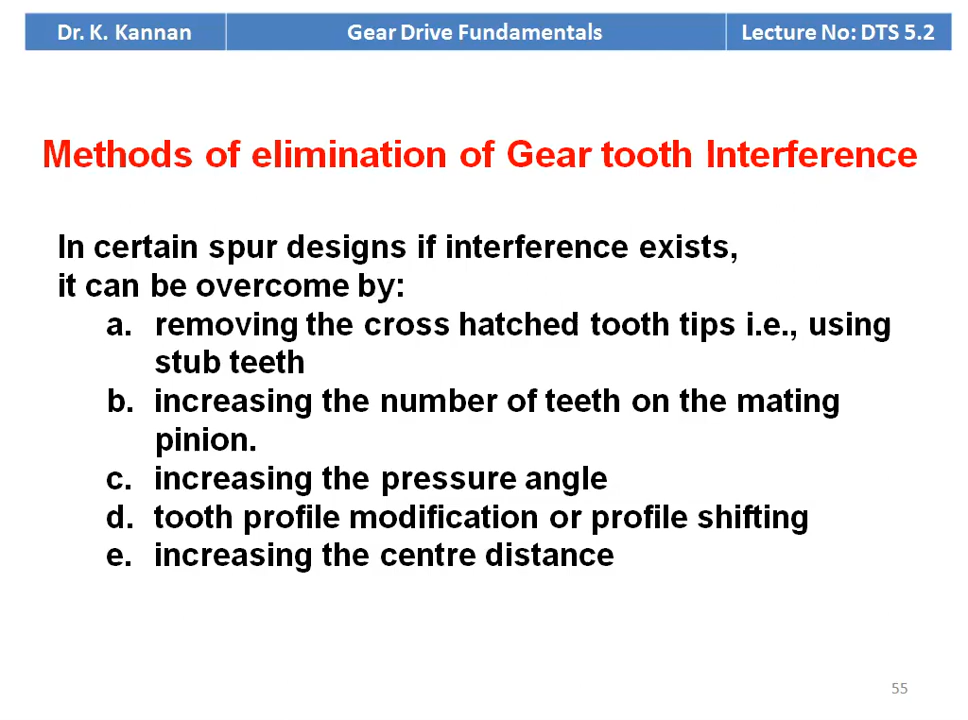 Dr. K. Kannan
Gear Drive Fundamentals
Lecture No: DTS 5.2
Methods of elimination of Gear tooth Interference
In certain spur designs if interference exists,
it can be overcome by:
a. removing the cross hatched tooth tips i.e., using
stub teeth
b. increasing the number of teeth on the mating
pinion.
c. increasing the pressure angle
d. tooth profile modification or profile shifting
e. increasing the centre distance
55